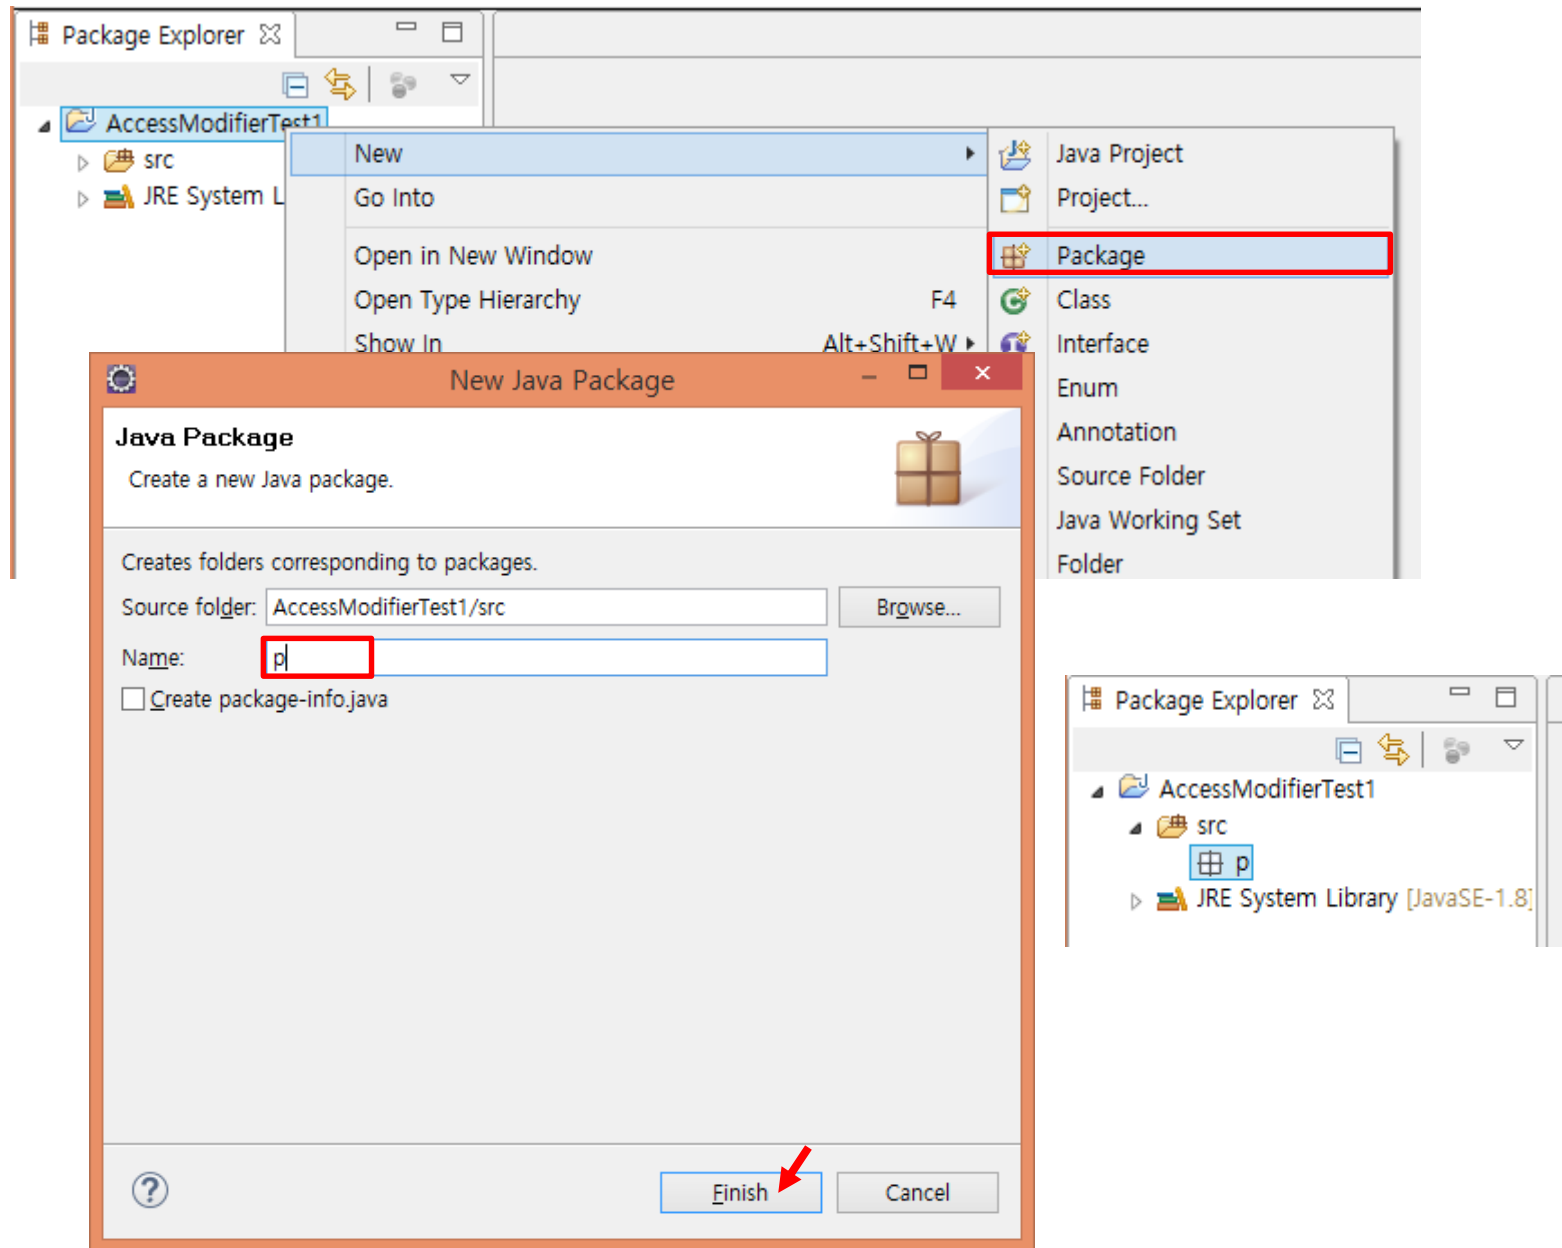 Package Explorer
AccessModifierTest1
src
JRE System L
New
Go Into
Open in New Window
Open Type Hierarchy F4
Show In Alt+Shift+W
Java Project
Project...
Package
Class
Interface
Enum
Annotation
Source Folder
Java Working Set
Folder
New Java Package
Java Package
Create a new Java package.
Creates folders corresponding to packages.
Source folder: AccessModifierTest1/src Browse...
Name: p
Create package-info.java
Finish Cancel
Package Explorer
AccessModifierTest1
src
p
JRE System Library [JavaSE-1.8]